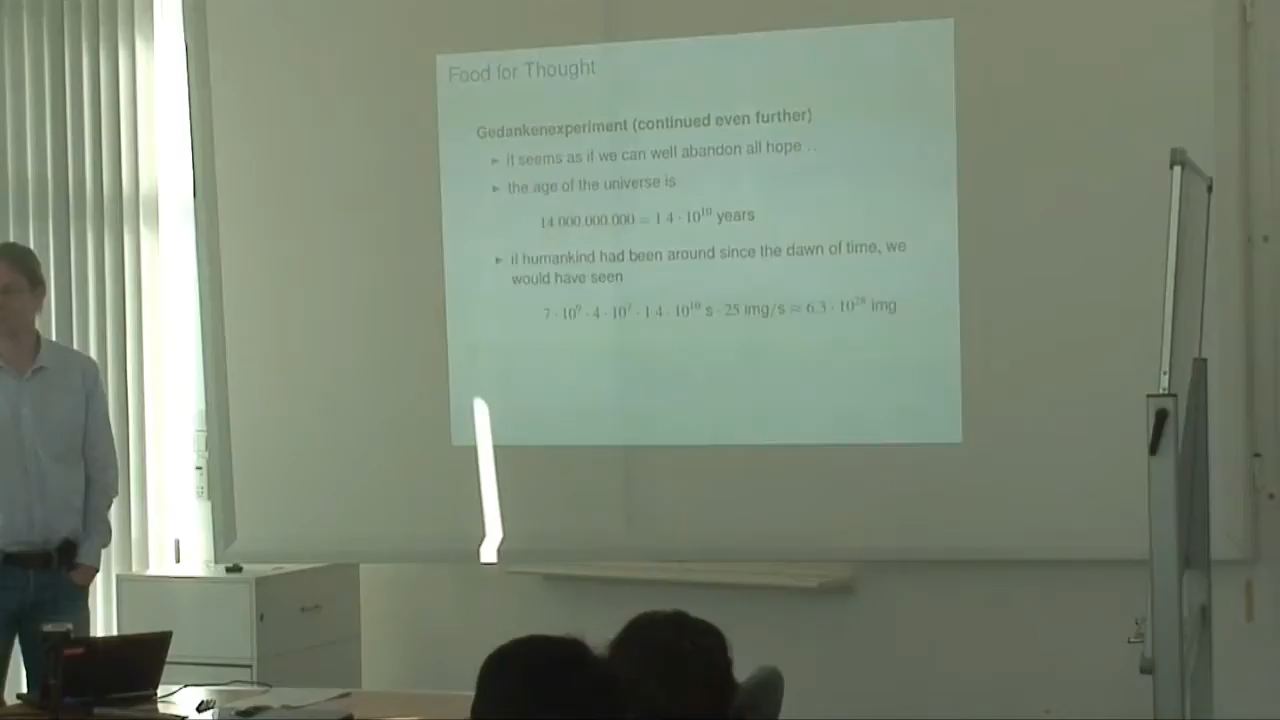 Food for Thought
Gedankenexperiment (continued even further)
► it seems as if we can well abandon all hope . . .
► the age of the universe is
14 000 000 000 = 1.4 · 10¹⁰ years
► if humankind had been around since the dawn of time, we
would have seen
7 · 10⁹ · 4 · 10⁷ · 1.4 · 10¹⁰ s · 25 img/s ≈ 6.3 · 10²⁸ img